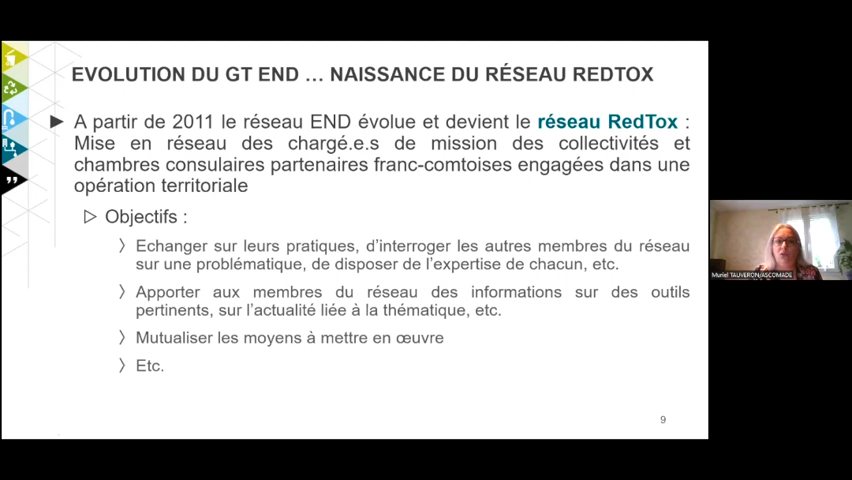 EVOLUTION DU GT END … NAISSANCE DU RÉSEAU REDTOX
A partir de 2011 le réseau END évolue et devient le réseau RedTox :
Mise en réseau des chargé.e.s de mission des collectivités et
chambres consulaires partenaires franc-comtoises engagées dans une
opération territoriale
Objectifs :
Echanger sur leurs pratiques, d'interroger les autres membres du réseau
sur une problématique, de disposer de l'expertise de chacun, etc.
Apporter aux membres du réseau des informations sur des outils
pertinents, sur l'actualité liée à la thématique, etc.
Mutualiser les moyens à mettre en œuvre
Etc.
9
Muriel TAUVERON/ASCOMADE